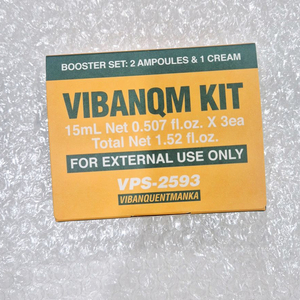 BOOSTER SET: 2 AMPOULES & 1 CREAM
VIBANQM KIT
15mL Net 0.507 fl.oz. X 3ea
Total Net 1.52 fl.oz.
FOR EXTERNAL USE ONLY
VPS-2593
VIBANQUENTMANKA